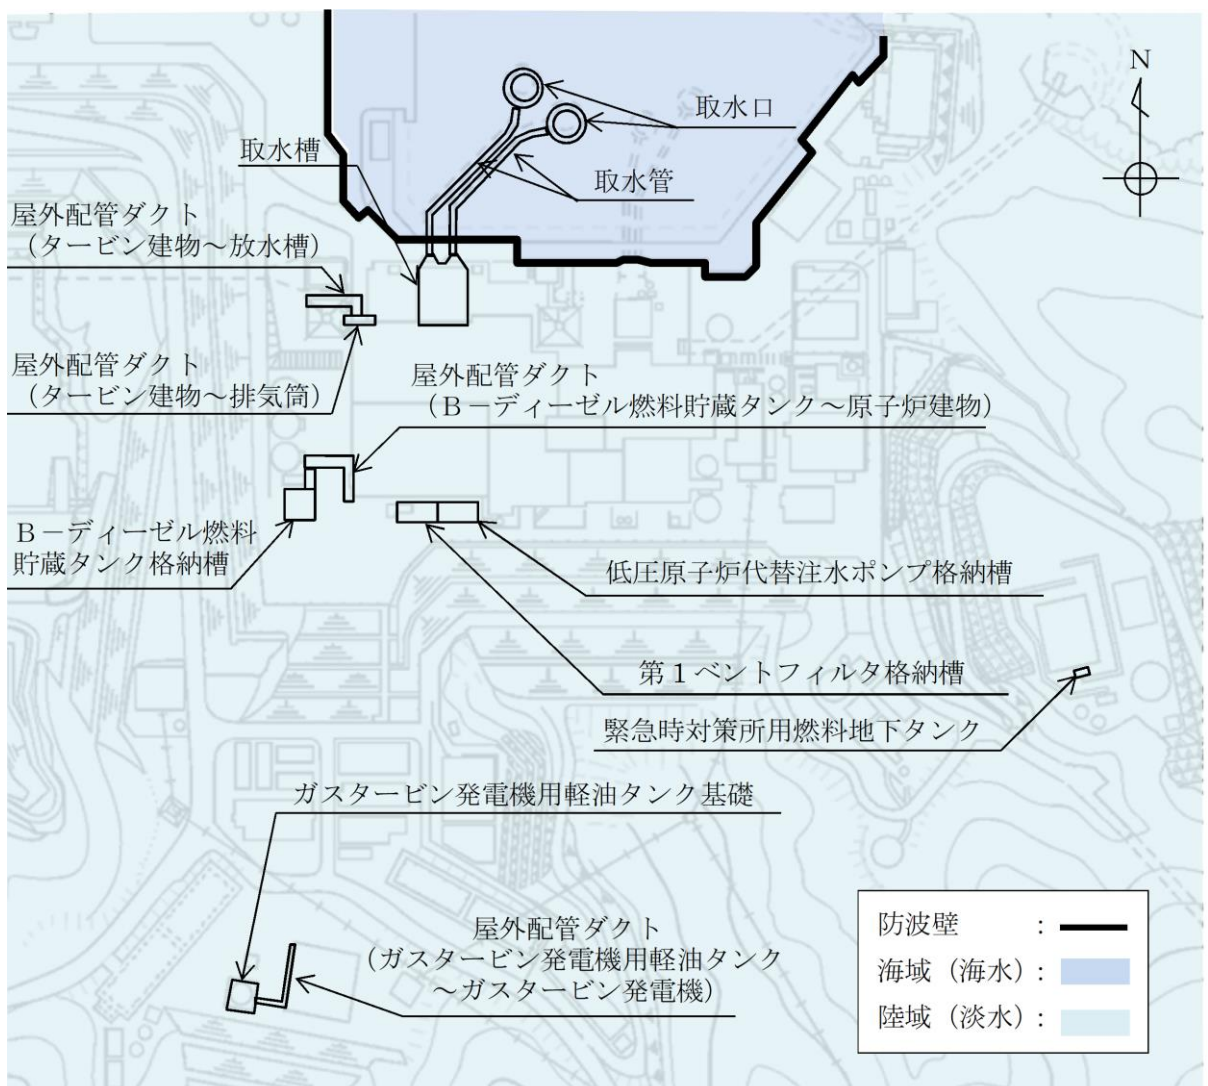 N
取水口
取水槽
取水管
屋外配管ダクト
（タービン建物～放水槽）
屋外配管ダクト
（タービン建物～排気筒）
屋外配管ダクト
（Ｂ－ディーゼル燃料貯蔵タンク～原子炉建物）
Ｂ－ディーゼル燃料
貯蔵タンク格納槽
低圧原子炉代替注水ポンプ格納槽
第１ベントフィルタ格納槽
緊急時対策所用燃料地下タンク
ガスタービン発電機用軽油タンク基礎
屋外配管ダクト
（ガスタービン発電機用軽油タンク
～ガスタービン発電機）
防波壁　　：
海域（海水）：
陸域（淡水）：